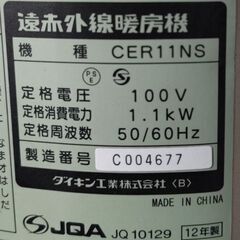 遠赤外線暖房機
機種 CER11NS
PSE
定格電圧 100V
定格消費電力 1.1kW
定格周波数 50/60Hz
製造番号 C004677
ダイキン工業株式会社〈B〉
MADE IN CHINA
JQA JQ10129 12年製